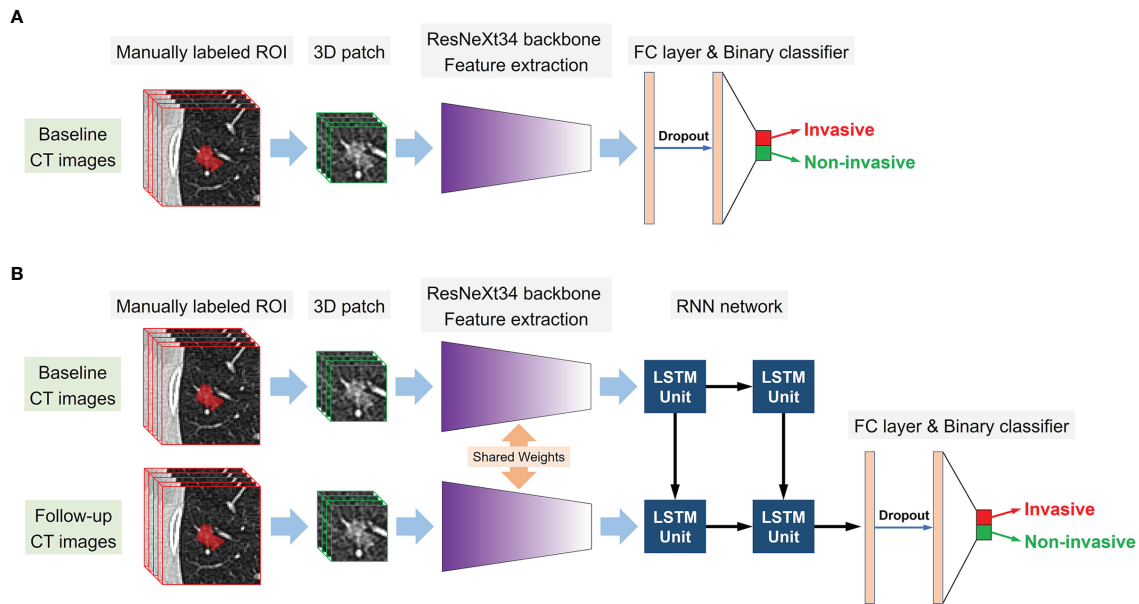 A
Manually labeled ROI
3D patch
ResNeXt34 backbone
Feature extraction
FC layer & Binary classifier
Baseline
CT images
Dropout
Invasive
Non-invasive
B
Manually labeled ROI
3D patch
ResNeXt34 backbone
Feature extraction
RNN network
Baseline
CT images
LSTM
Unit
LSTM
Unit
FC layer & Binary classifier
Shared Weights
Follow-up
CT images
LSTM
Unit
LSTM
Unit
Dropout
Invasive
Non-invasive